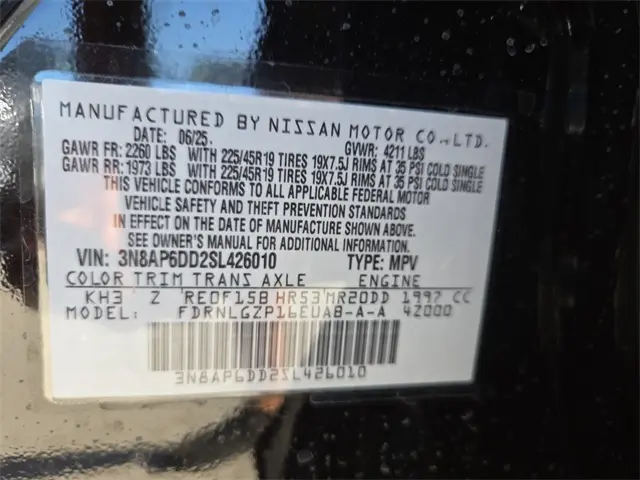 MANUFACTURED BY NISSAN MOTOR CO.,LTD.
DATE: 06/25. GVWR: 4211 LBS
GAWR FR: 2260 LBS WITH 225/45R19 TIRES 19X7.5J RIMS AT 35 PSI COLD SINGLE
GAWR RR: 1973 LBS WITH 225/45R19 TIRES 19X7.5J RIMS AT 35 PSI COLD SINGLE
THIS VEHICLE CONFORMS TO ALL APPLICABLE FEDERAL MOTOR
VEHICLE SAFETY AND THEFT PREVENTION STANDARDS
IN EFFECT ON THE DATE OF MANUFACTURE SHOWN ABOVE.
SEE OWNER'S MANUAL FOR ADDITIONAL INFORMATION
VIN: 3N8AP6DD2SL426010 TYPE: MPV
COLOR TRIM TRANS AXLE ENGINE
KH3 Z RE0F15B HR53 MR20DD 1997 CC
MODEL: FDRNLGZP16EUAB-A-A 4Z000
3N8AP6DD2SL426010